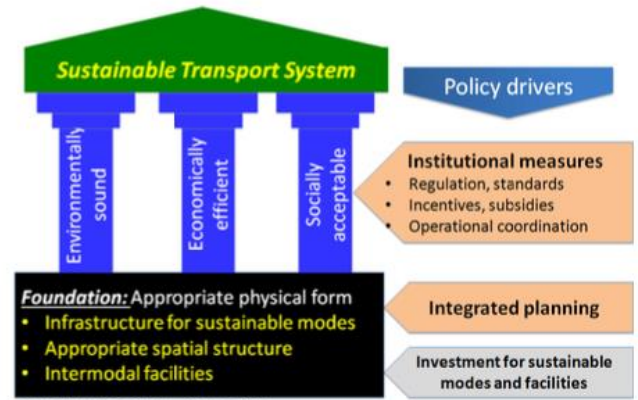 Sustainable Transport System
Policy drivers
Environmentally
sound
Economically
efficient
Socially
acceptable
Institutional measures
• Regulation, standards
• Incentives, subsidies
• Operational coordination
Foundation: Appropriate physical form
• Infrastructure for sustainable modes
• Appropriate spatial structure
• Intermodal facilities
Integrated planning
Investment for sustainable
modes and facilities